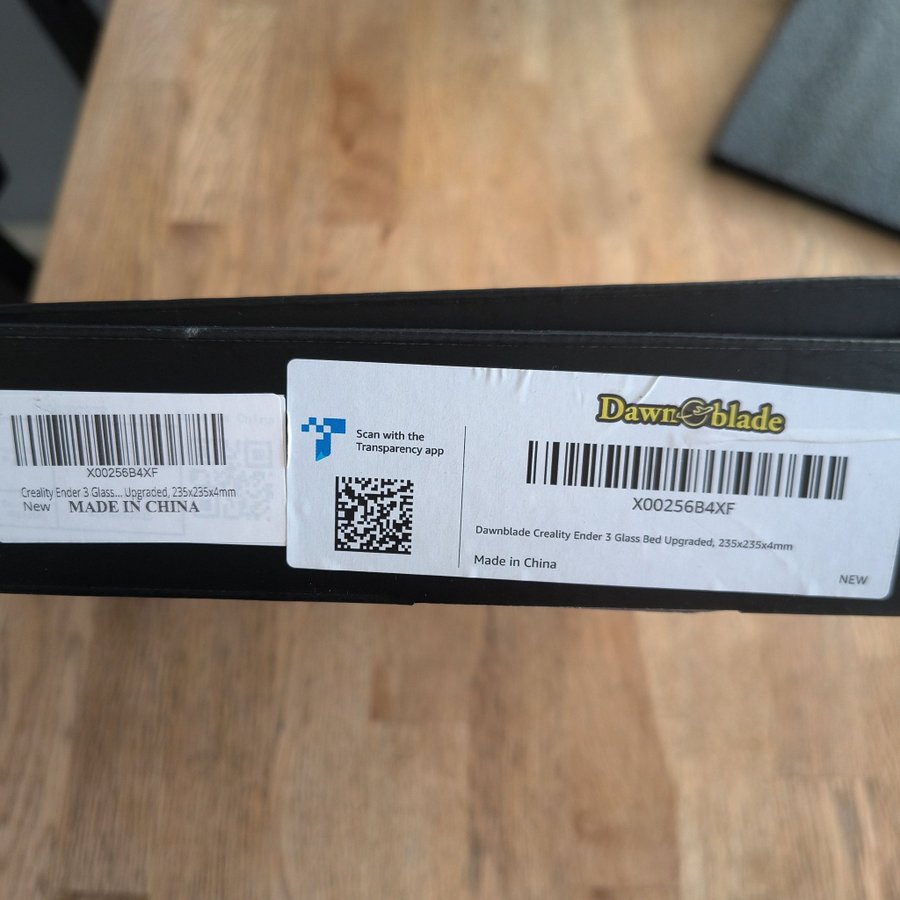 X00256B4XF
Creality Ender 3 Glass... Upgraded, 235x235x4mm
New MADE IN CHINA
Scan with the
Transparency app
Dawnblade
X00256B4XF
Dawnblade Creality Ender 3 Glass Bed Upgraded, 235x235x4mm
Made in China
NEW